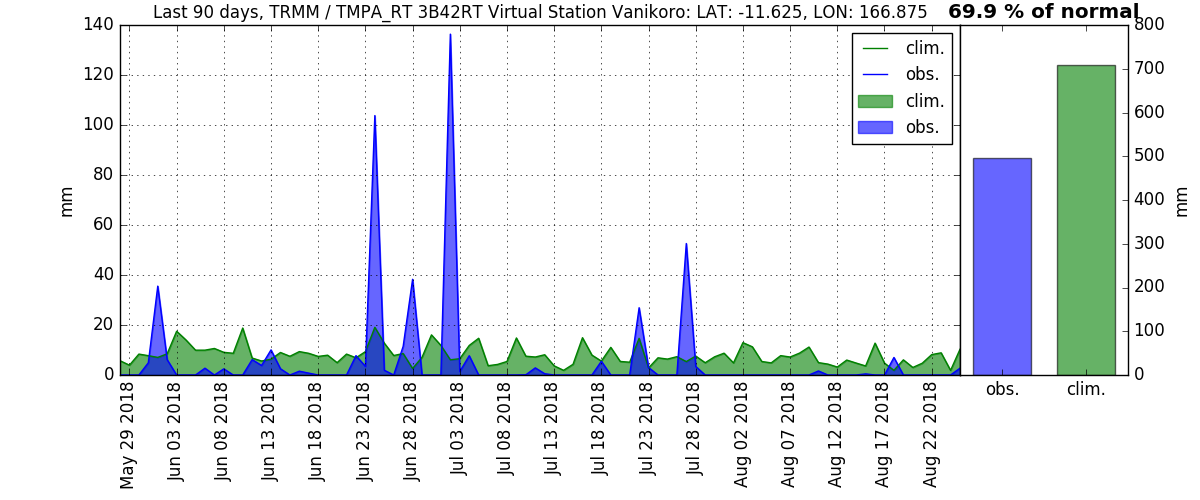 Last 90 days, TRMM / TMPA_RT 3B42RT Virtual Station Vanikoro: LAT: -11.625, LON: 166.875 69.9 % of normal
140
120
100
80
60
40
20
0
mm
clim.
obs.
clim.
obs.
800
700
600
500
400
300
200
100
0
mm
obs. clim.
May 29 2018
Jun 03 2018
Jun 08 2018
Jun 13 2018
Jun 18 2018
Jun 23 2018
Jun 28 2018
Jul 03 2018
Jul 08 2018
Jul 13 2018
Jul 18 2018
Jul 23 2018
Jul 28 2018
Aug 02 2018
Aug 07 2018
Aug 12 2018
Aug 17 2018
Aug 22 2018